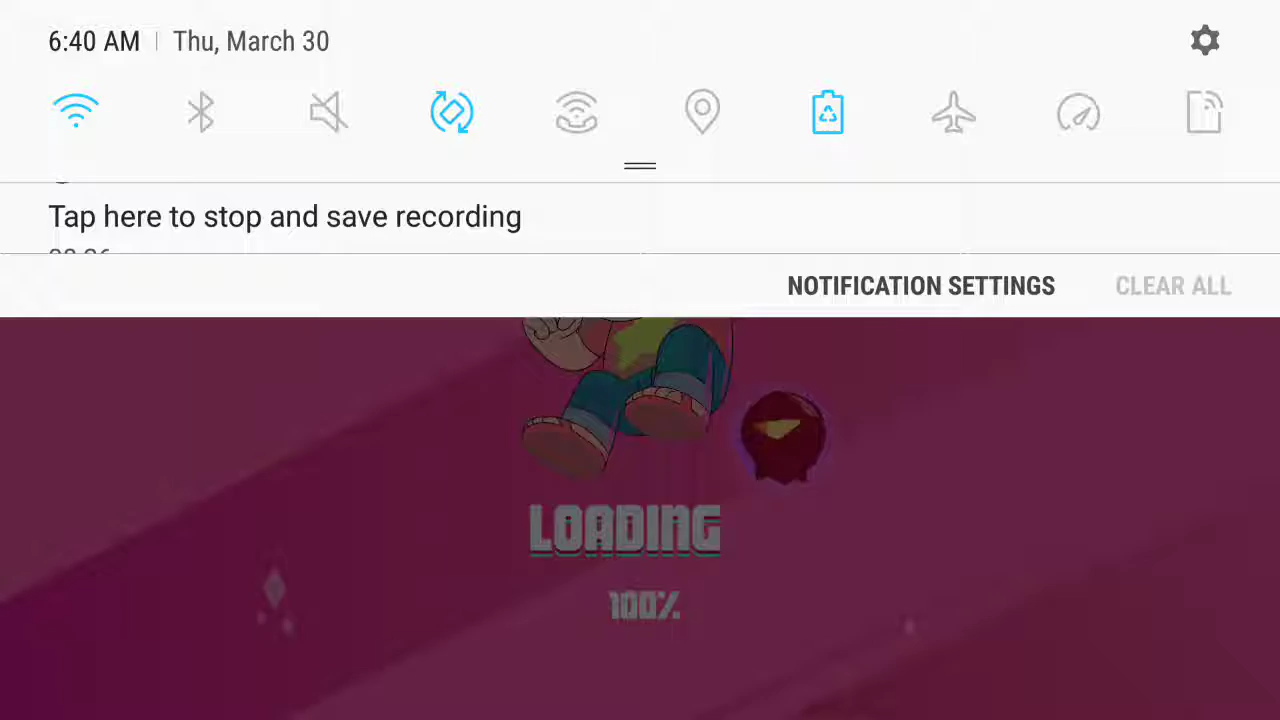 6:40 AM | Thu, March 30
Tap here to stop and save recording
NOTIFICATION SETTINGS CLEAR ALL
LOADING
100%